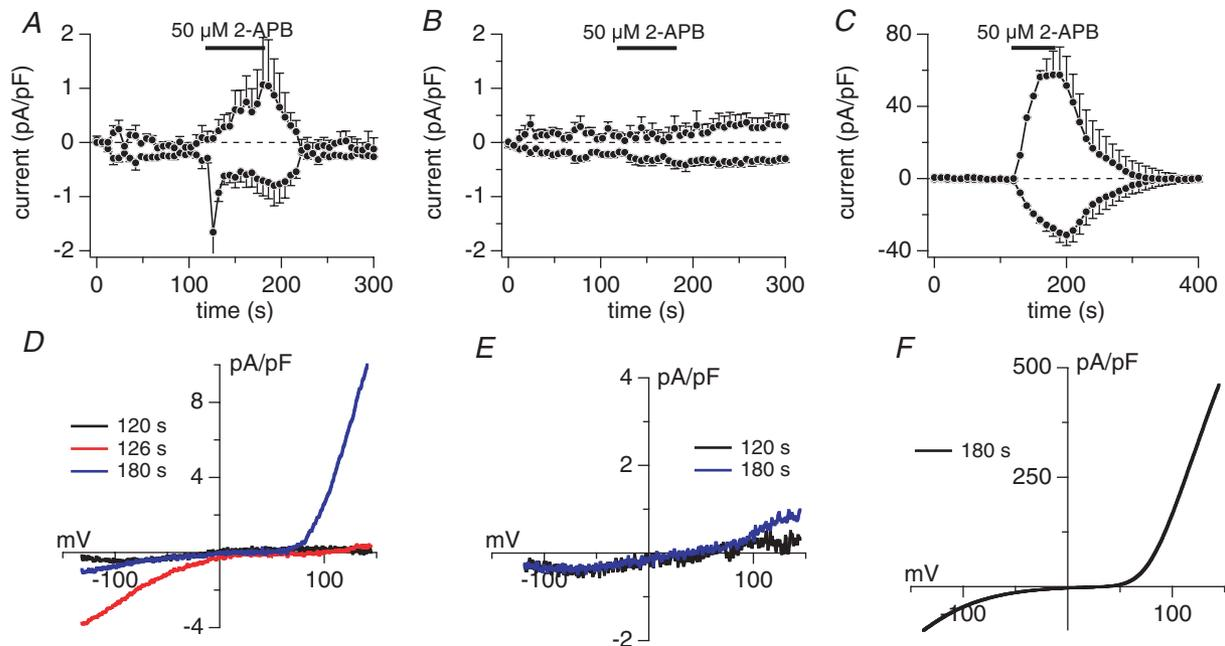 A
50 µM 2-APB
2
1
0
-1
-2
current (pA/pF)
0
100
200
300
time (s)
B
50 µM 2-APB
2
1
0
-1
-2
current (pA/pF)
0
100
200
300
time (s)
C
50 µM 2-APB
80
40
0
-40
current (pA/pF)
0
200
400
time (s)
D
pA/pF
8
4
-4
120 s
126 s
180 s
mV
-100
100
E
pA/pF
4
2
-2
120 s
180 s
mV
-100
100
F
pA/pF
500
250
180 s
mV
-100
100